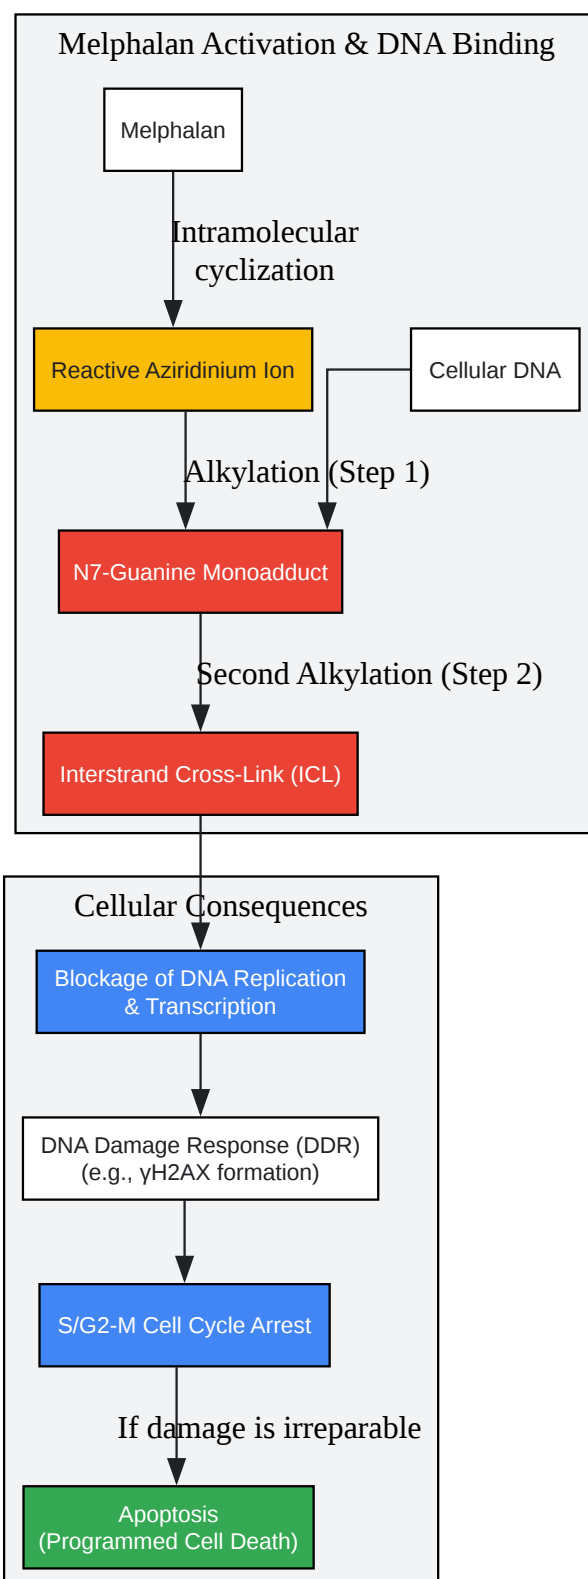 Melphalan Activation & DNA Binding
Melphalan
Intramolecular
cyclization
Reactive Aziridinium Ion
Cellular DNA
Alkylation (Step 1)
N7-Guanine Monoadduct
Second Alkylation (Step 2)
Interstrand Cross-Link (ICL)
Cellular Consequences
Blockage of DNA Replication
& Transcription
DNA Damage Response (DDR)
(e.g., γH2AX formation)
S/G2-M Cell Cycle Arrest
If damage is irreparable
Apoptosis
(Programmed Cell Death)